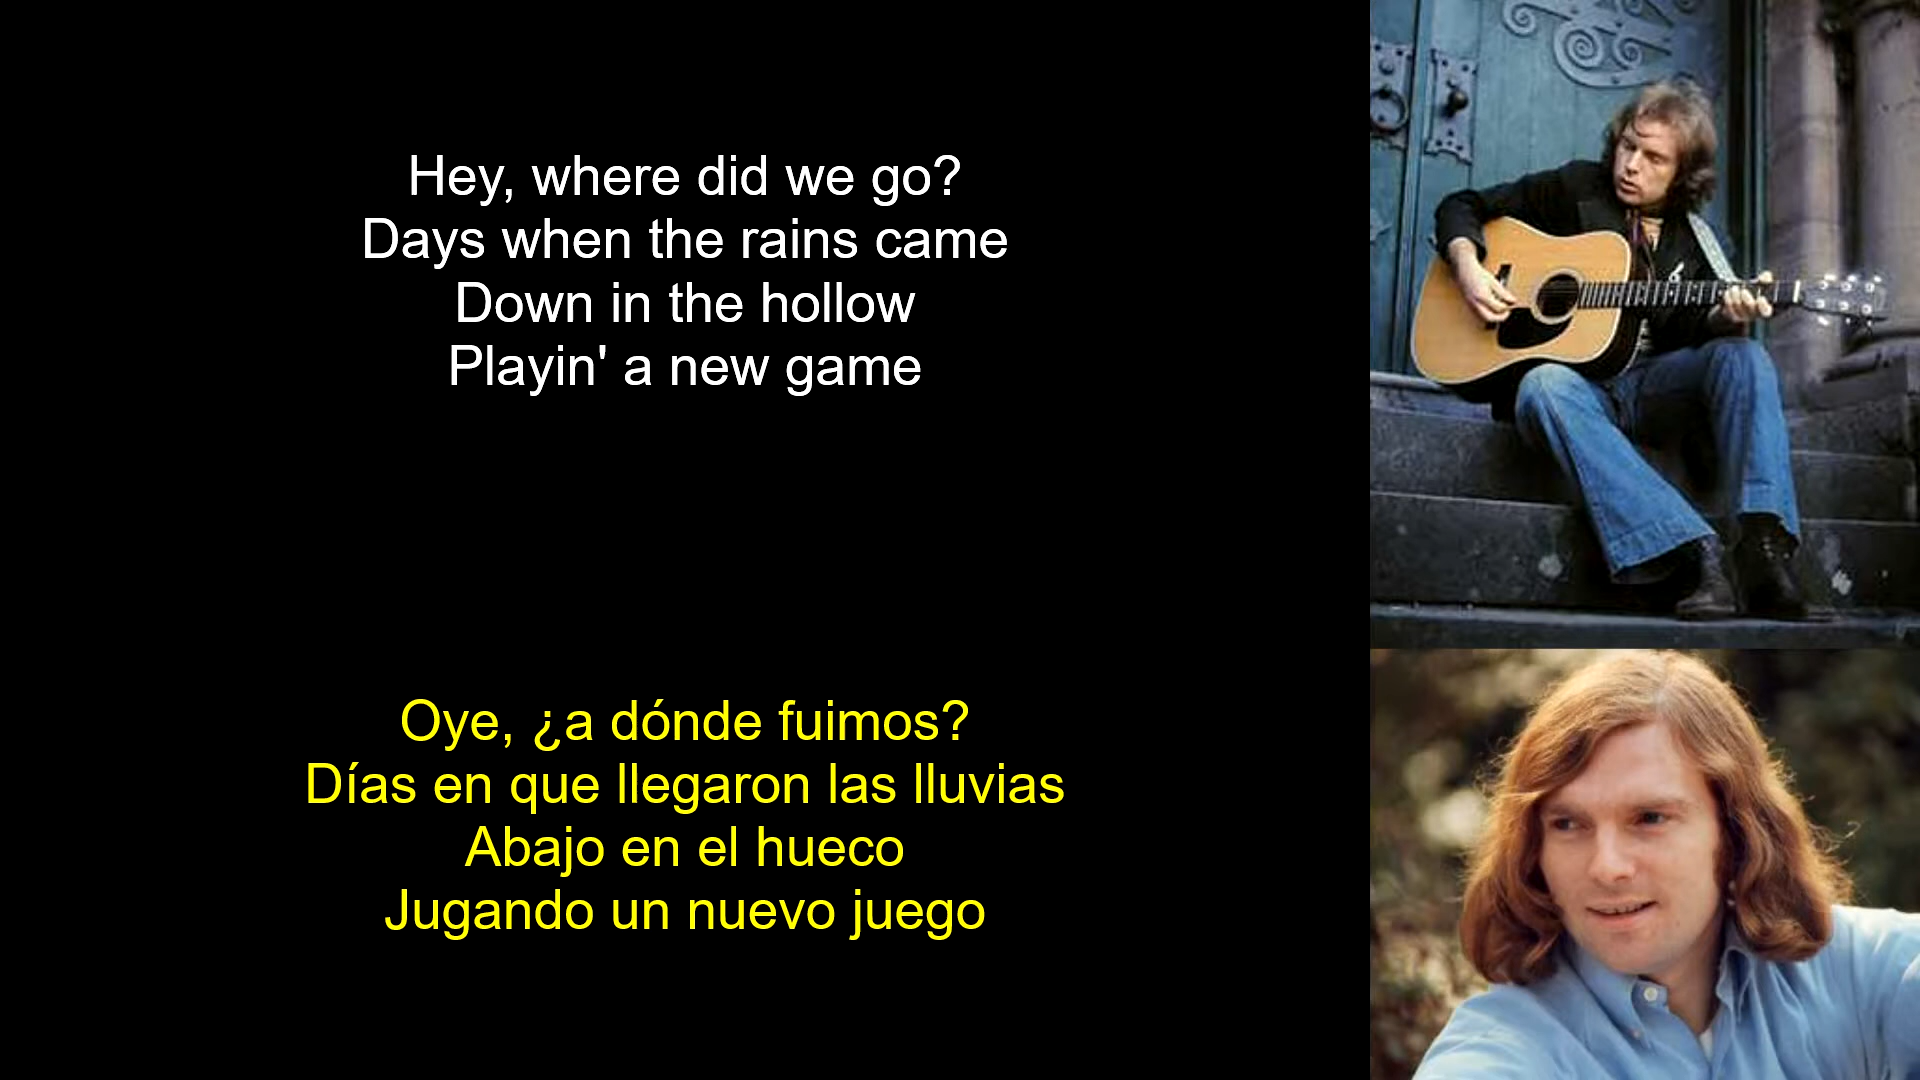 Hey, where did we go?
Days when the rains came
Down in the hollow
Playin' a new game
Oye, ¿a dónde fuimos?
Días en que llegaron las lluvias
Abajo en el hueco
Jugando un nuevo juego